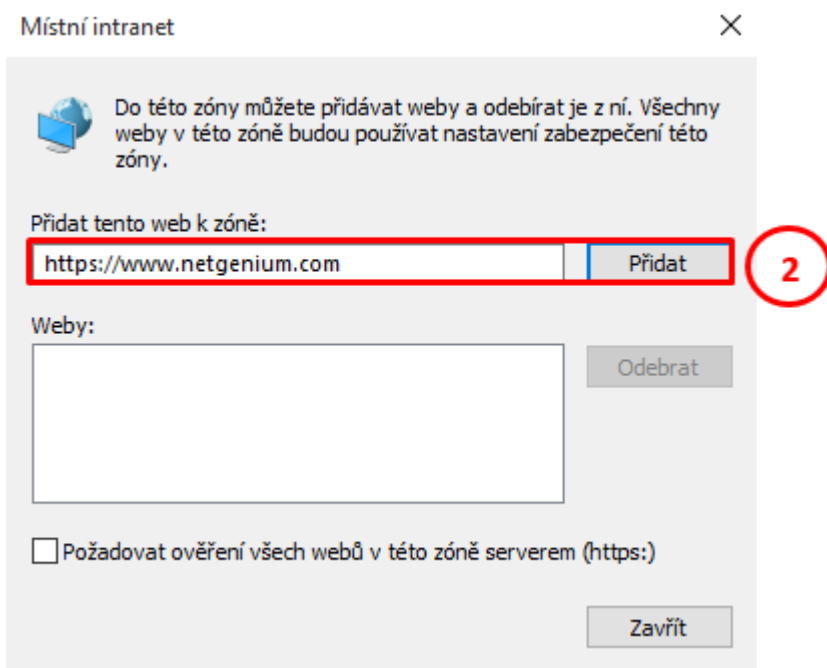 Místní intranet
Do této zóny můžete přidávat weby a odebírat je z ní. Všechny
weby v této zóně budou používat nastavení zabezpečení této
zóny.
Přidat tento web k zóně:
https://www.netgenium.com
Přidat
2
Weby:
Odebrat
Požadovat ověření všech webů v této zóně serverem (https:)
Zavřít